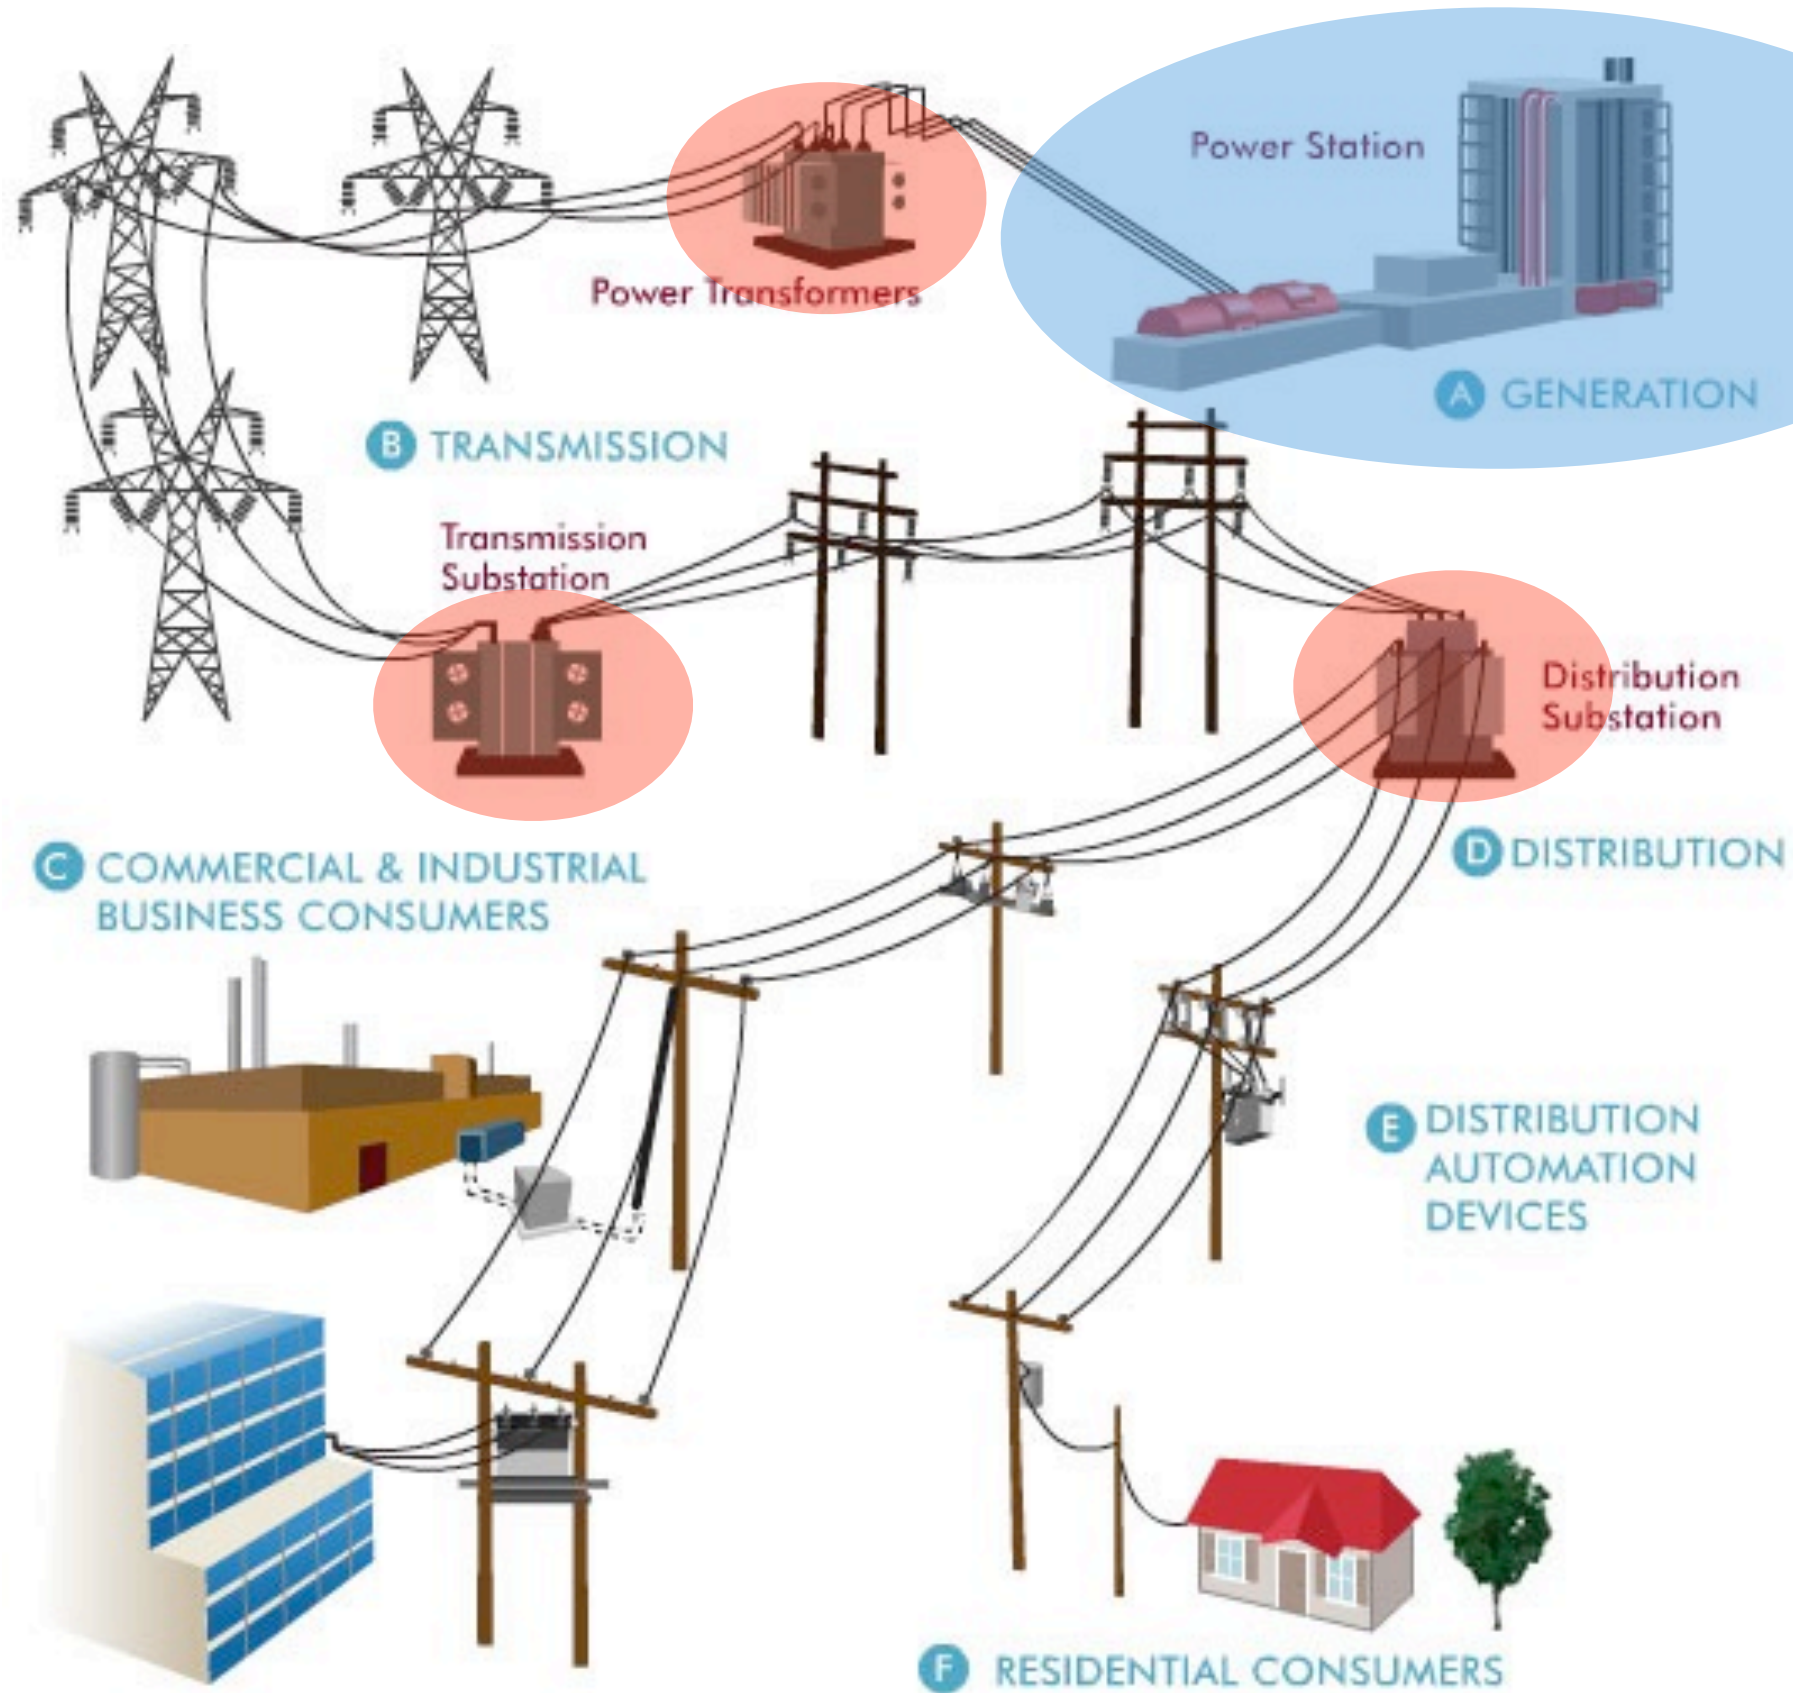 Power Station
Power Transformers
A GENERATION
B TRANSMISSION
Transmission
Substation
Distribution
Substation
C COMMERCIAL & INDUSTRIAL
BUSINESS CONSUMERS
D DISTRIBUTION
E DISTRIBUTION
AUTOMATION
DEVICES
F RESIDENTIAL CONSUMERS